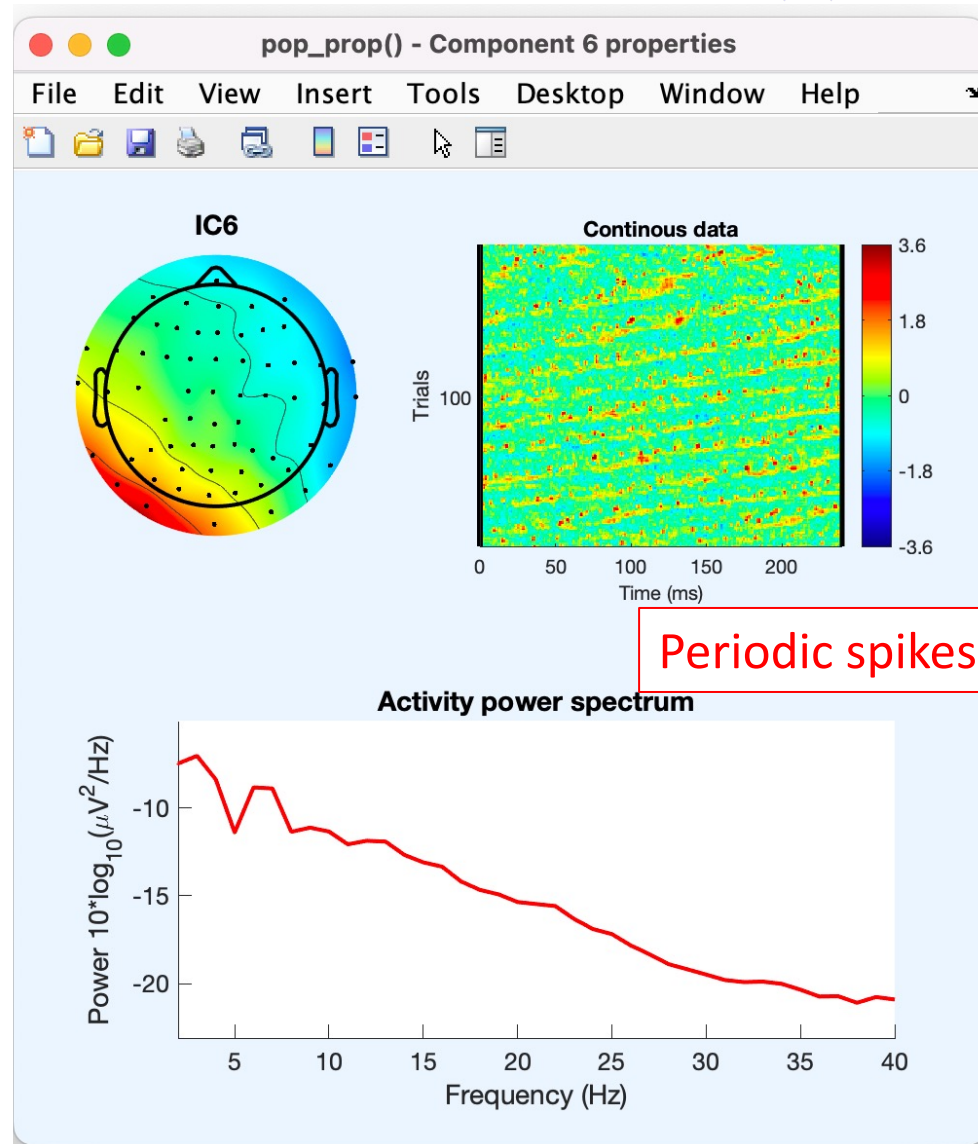 pop_prop() - Component 6 properties
File Edit View Insert Tools Desktop Window Help
IC6
Continous data
3.6
1.8
0
-1.8
-3.6
Trials
100
0 50 100 150 200
Time (ms)
Periodic spikes
Activity power spectrum
Power 10*log10(μV2/Hz)
-10
-15
-20
5 10 15 20 25 30 35 40
Frequency (Hz)